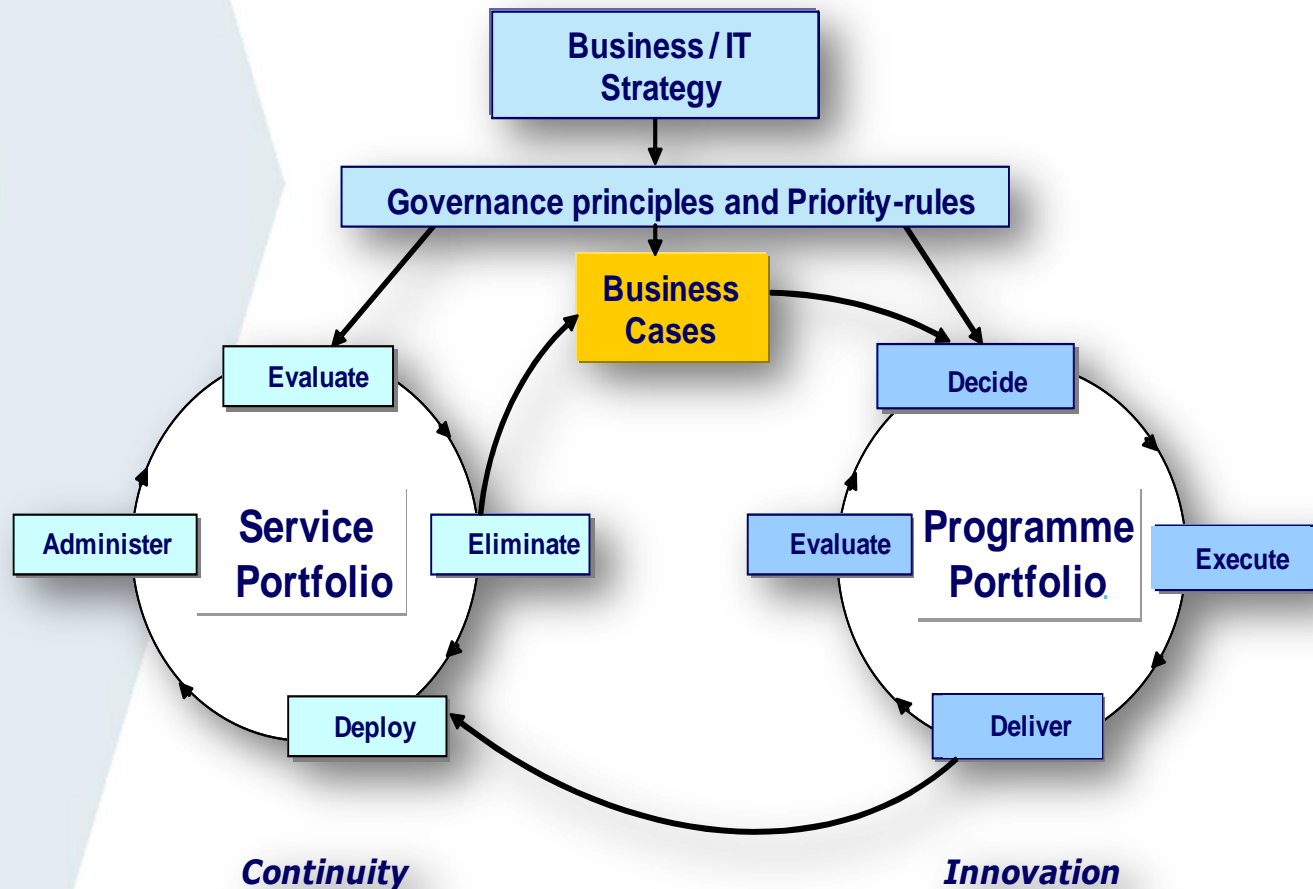 Business / IT
Strategy
Governance principles and Priority-rules
Business
Cases
Evaluate
Decide
Administer
Service
Portfolio
Eliminate
Evaluate
Programme
Portfolio.
Execute
Deploy
Deliver
Continuity
Innovation